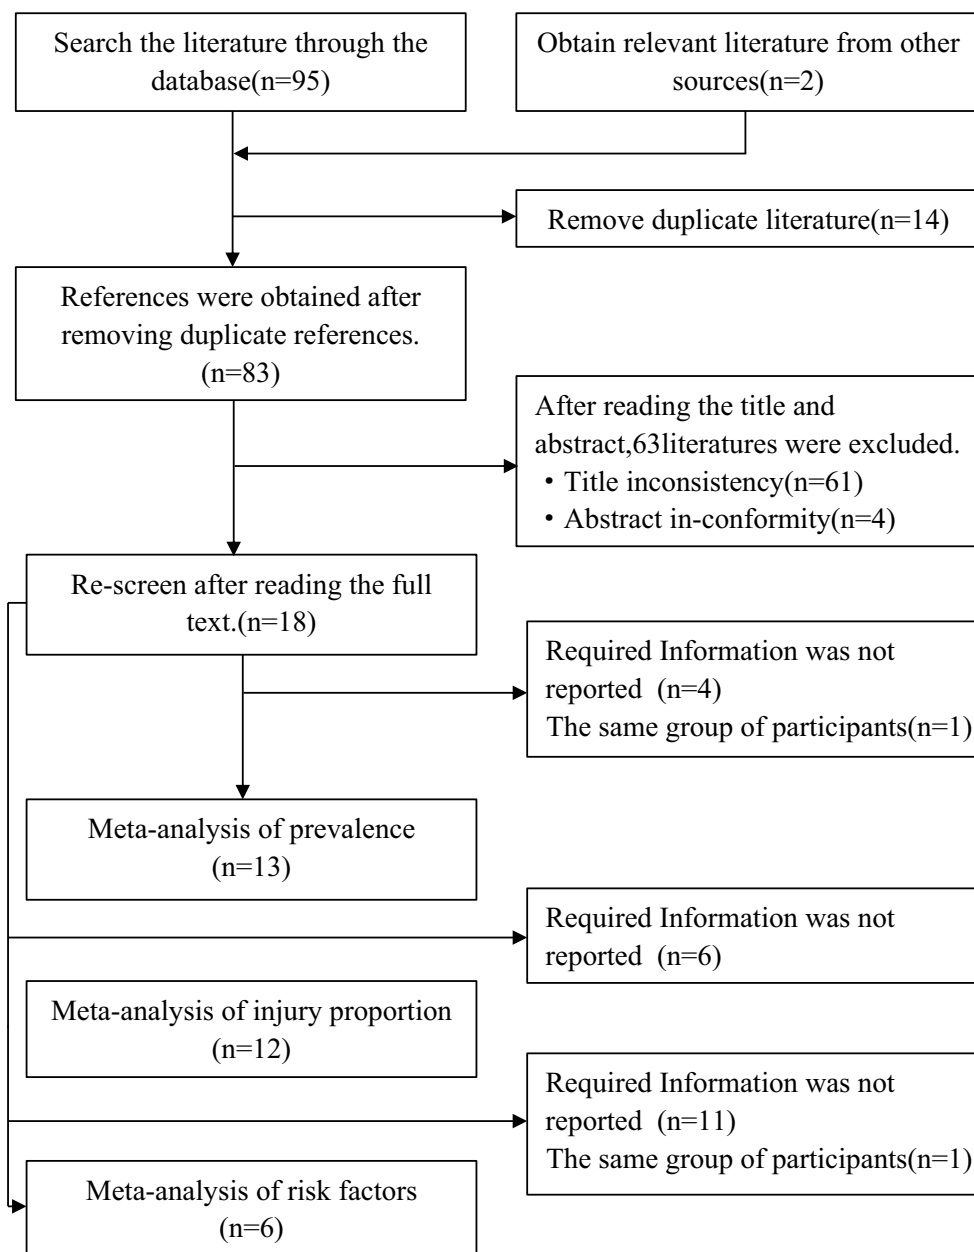 Search the literature through the
database(n=95)
Obtain relevant literature from other
sources(n=2)
Remove duplicate literature(n=14)
References were obtained after
removing duplicate references.
(n=83)
After reading the title and
abstract,63literatures were excluded.
・Title inconsistency(n=61)
・Abstract in-conformity(n=4)
Re-screen after reading the full
text.(n=18)
Required Information was not
reported (n=4)
The same group of participants(n=1)
Meta-analysis of prevalence
(n=13)
Required Information was not
reported (n=6)
Meta-analysis of injury proportion
(n=12)
Required Information was not
reported (n=11)
The same group of participants(n=1)
Meta-analysis of risk factors
(n=6)